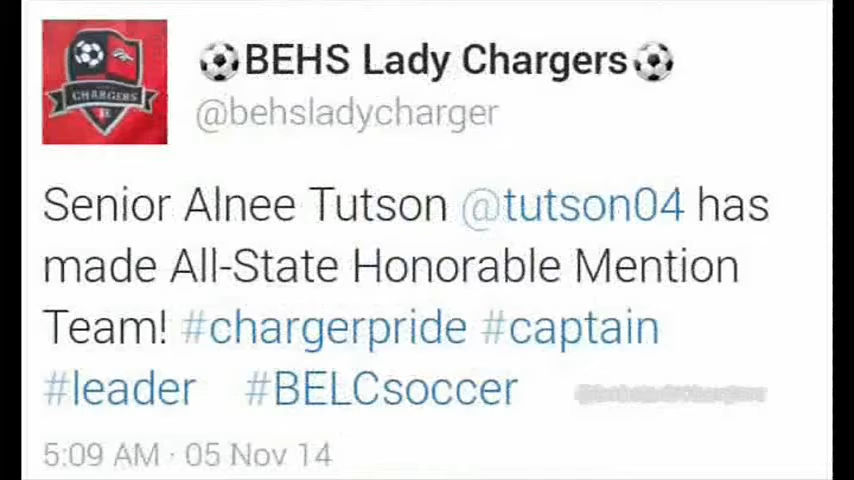 CHARGERS
⚽BEHS Lady Chargers⚽
@behsladycharger
Senior Alnee Tutson @tutson04 has
made All-State Honorable Mention
Team! #chargerpride #captain
#leader #BELCsoccer
5:09 AM · 05 Nov 14